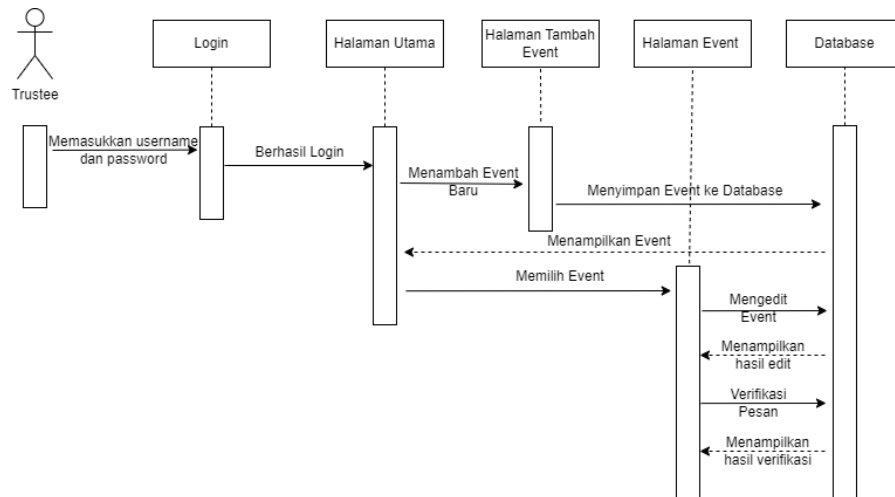 Login
Halaman Utama
Halaman Tambah
Event
Halaman Event
Database
Trustee
Memasukkan username
dan password
Berhasil Login
Menambah Event
Baru
Menyimpan Event ke Database
Menampilkan Event
Memilih Event
Mengedit
Event
Menampilkan
hasil edit
Verifikasi
Pesan
Menampilkan
hasil verifikasi